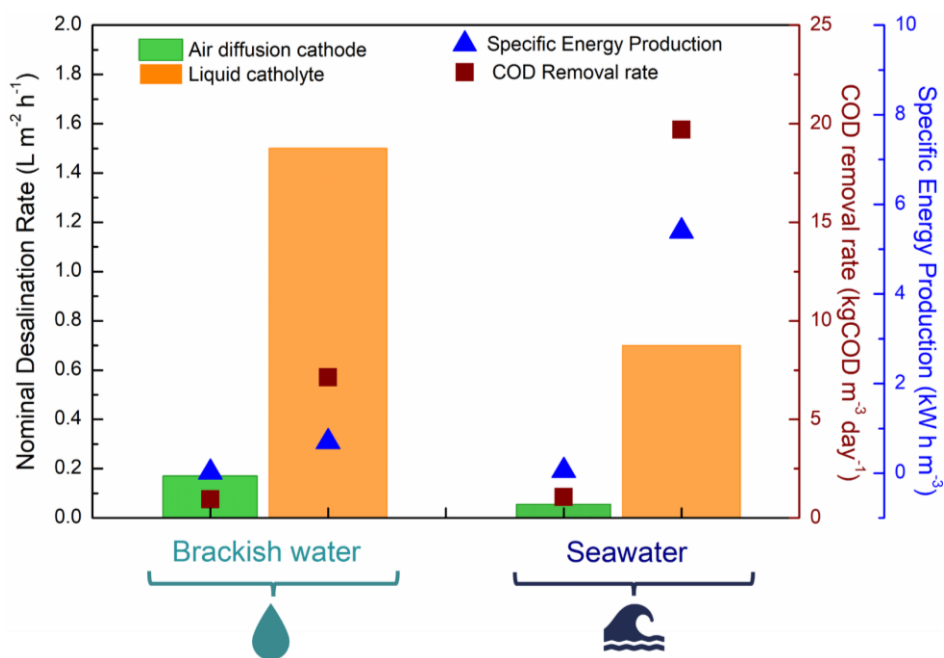 Air diffusion cathode
Liquid catholyte
Specific Energy Production
COD Removal rate
Nominal Desalination Rate (L m⁻² h⁻¹)
2.0
1.8
1.6
1.4
1.2
1.0
0.8
0.6
0.4
0.2
0.0
25
20
15
10
5
0
COD removal rate (kgCOD m⁻³ day⁻¹)
10
8
6
4
2
0
Specific Energy Production (kW h m⁻³)
Brackish water
Seawater